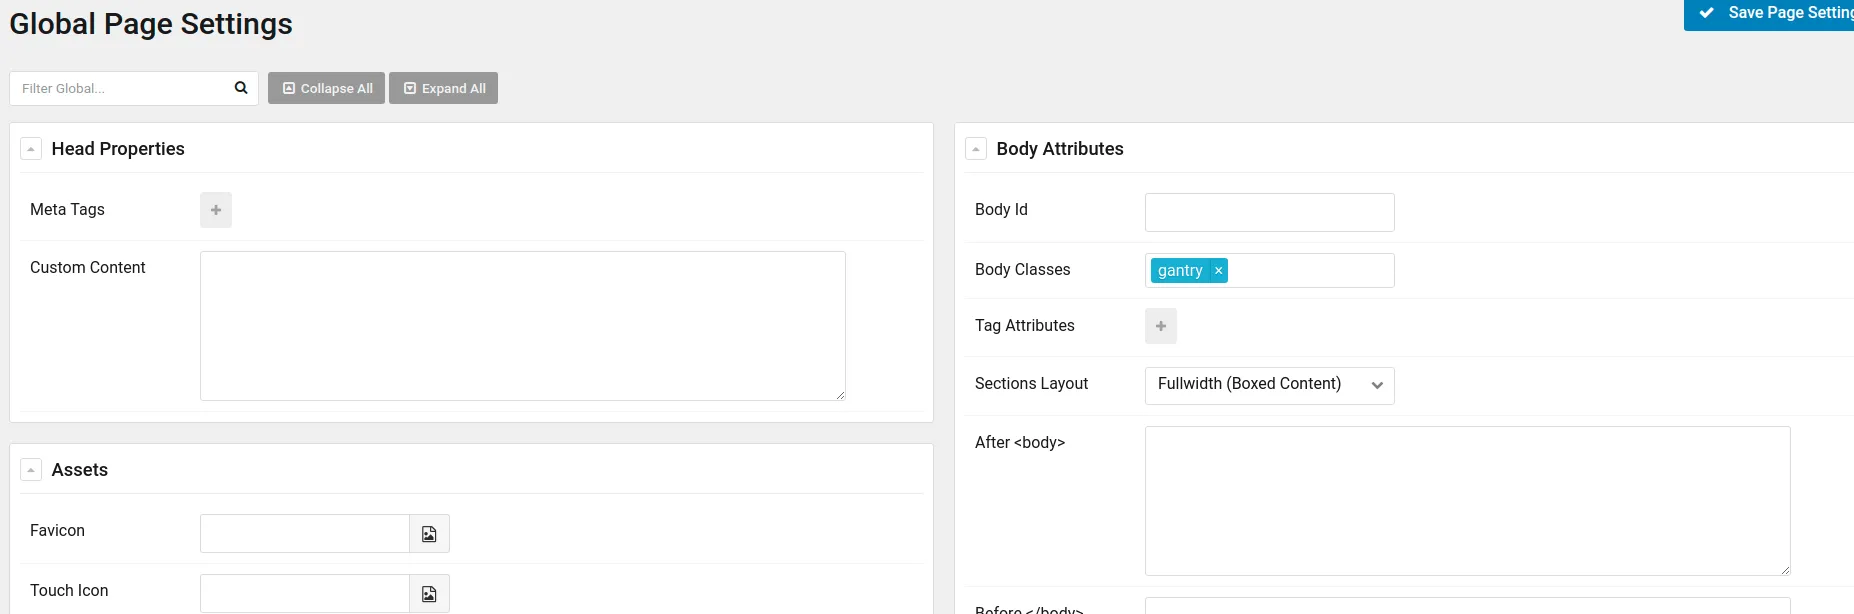 Global Page Settings
Save Page Setting
Filter Global...
Collapse All
Expand All
Head Properties
Meta Tags
Custom Content
Assets
Favicon
Touch Icon
Body Attributes
Body Id
Body Classes
gantry ×
Tag Attributes
Sections Layout
Fullwidth (Boxed Content)
After <body>
Before </body>